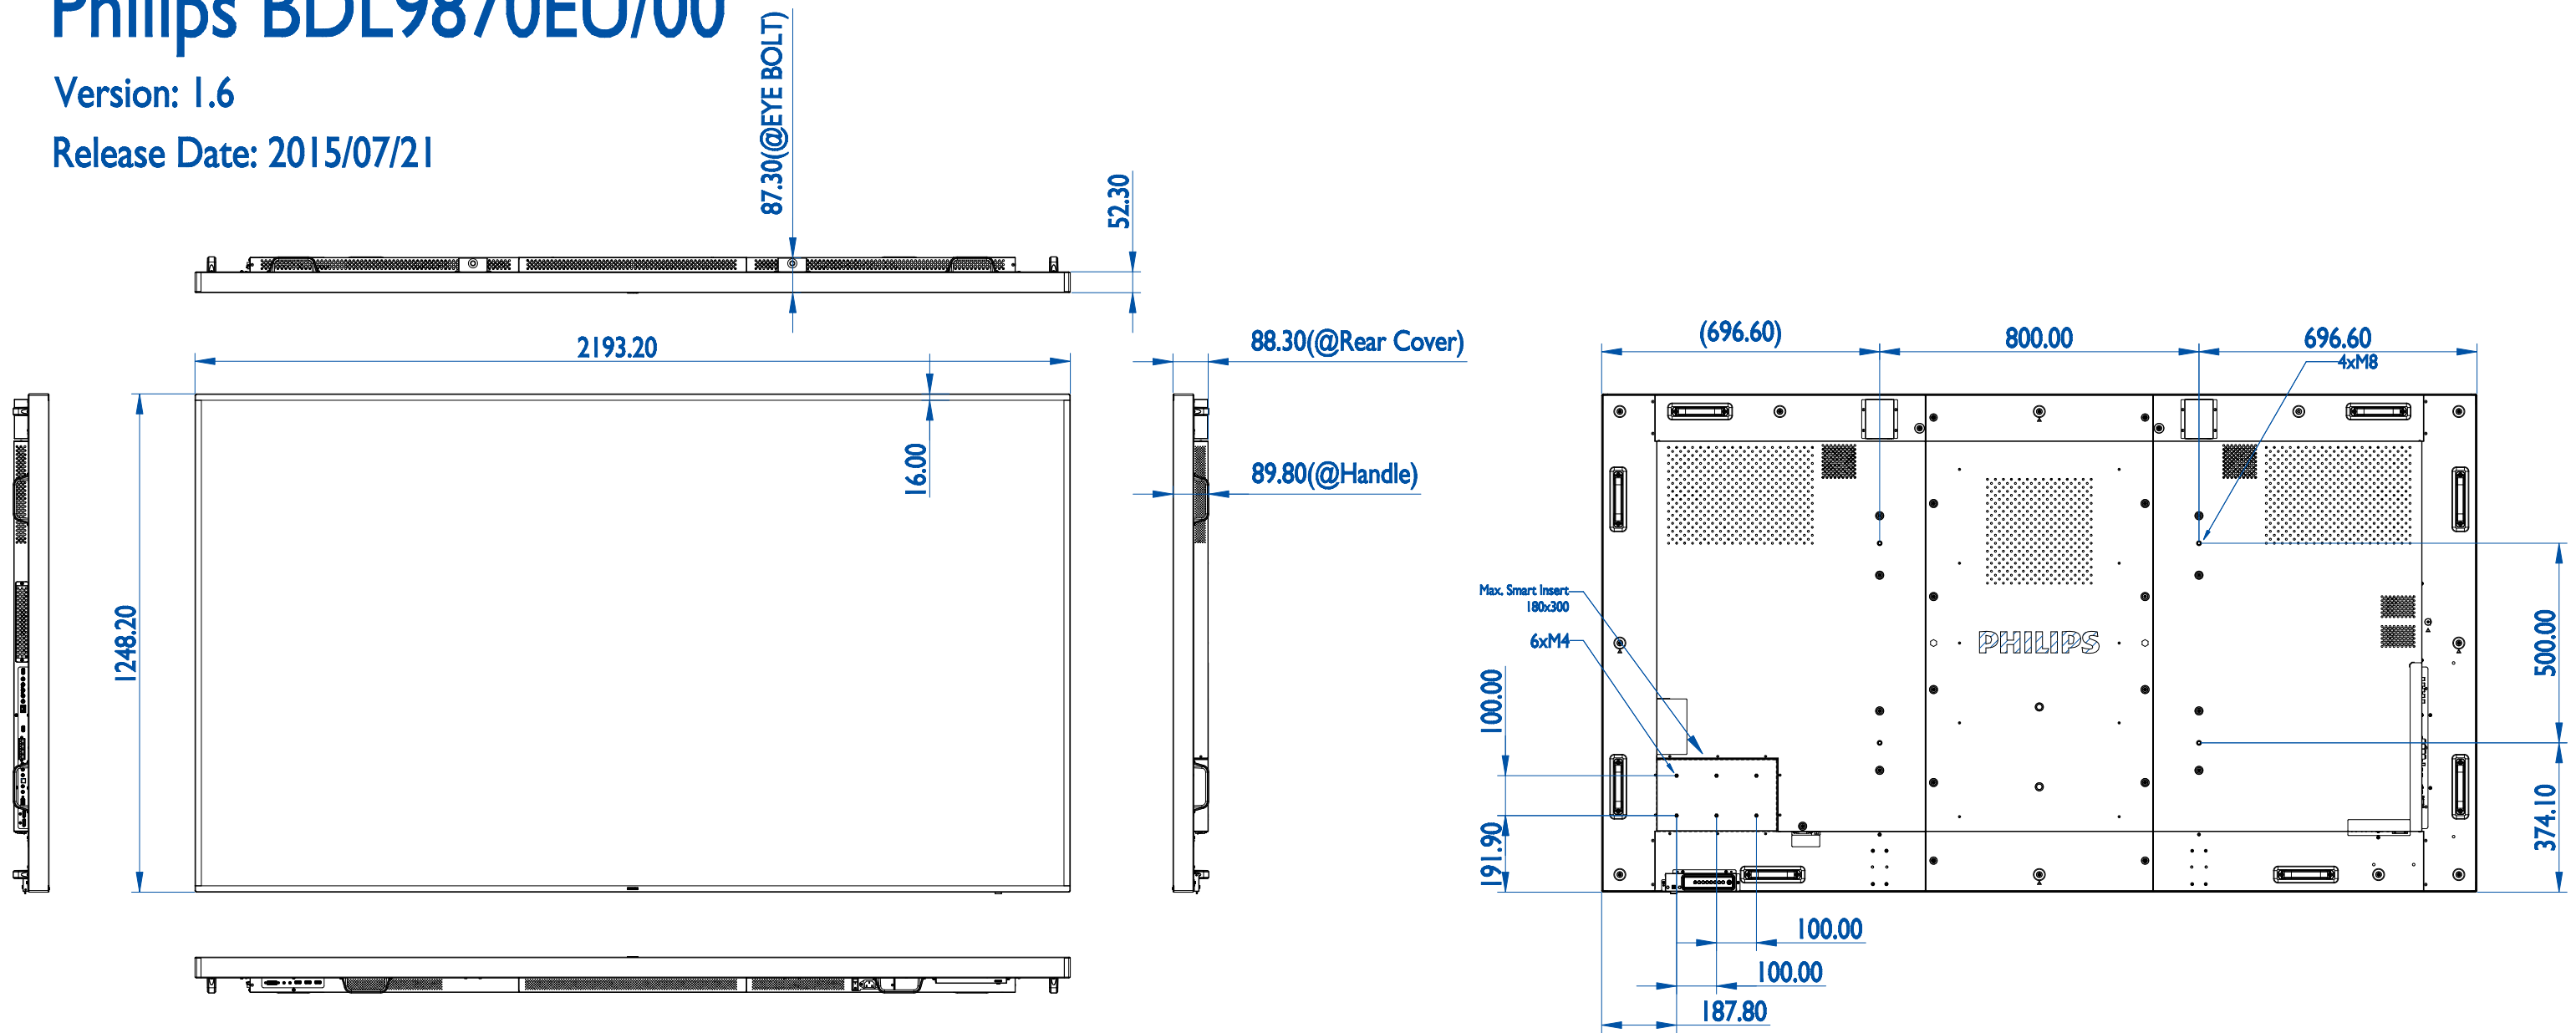 Philips BDL9870EU/00
Version: 1.6
Release Date: 2015/07/21
87.30(@EYE BOLT)
52.30
2193.20
16.00
1248.20
88.30(@Rear Cover)
89.80(@Handle)
(696.60)
800.00
696.60
4xM8
Max. Smart Insert
180x300
6xM4
PHILIPS
100.00
191.90
500.00
374.10
100.00
100.00
187.80